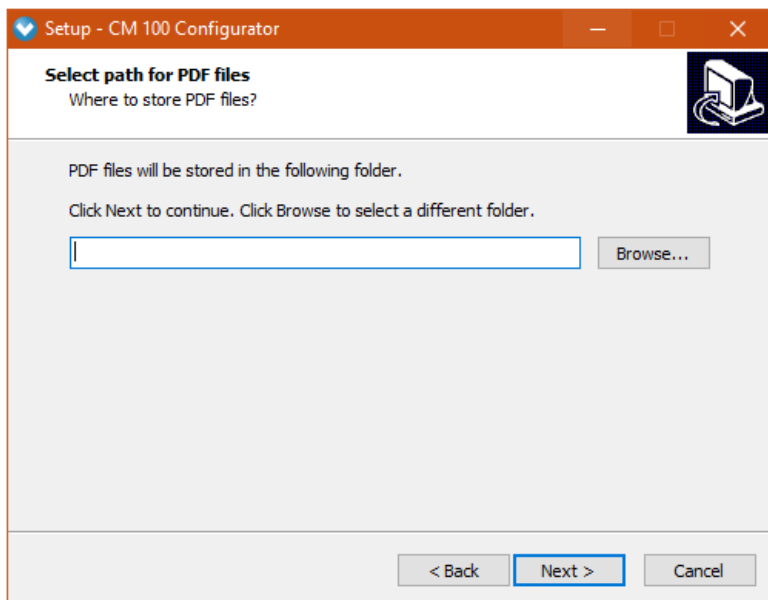 Setup - CM 100 Configurator
Select path for PDF files
Where to store PDF files?
PDF files will be stored in the following folder.
Click Next to continue. Click Browse to select a different folder.
Browse...
< Back
Next >
Cancel